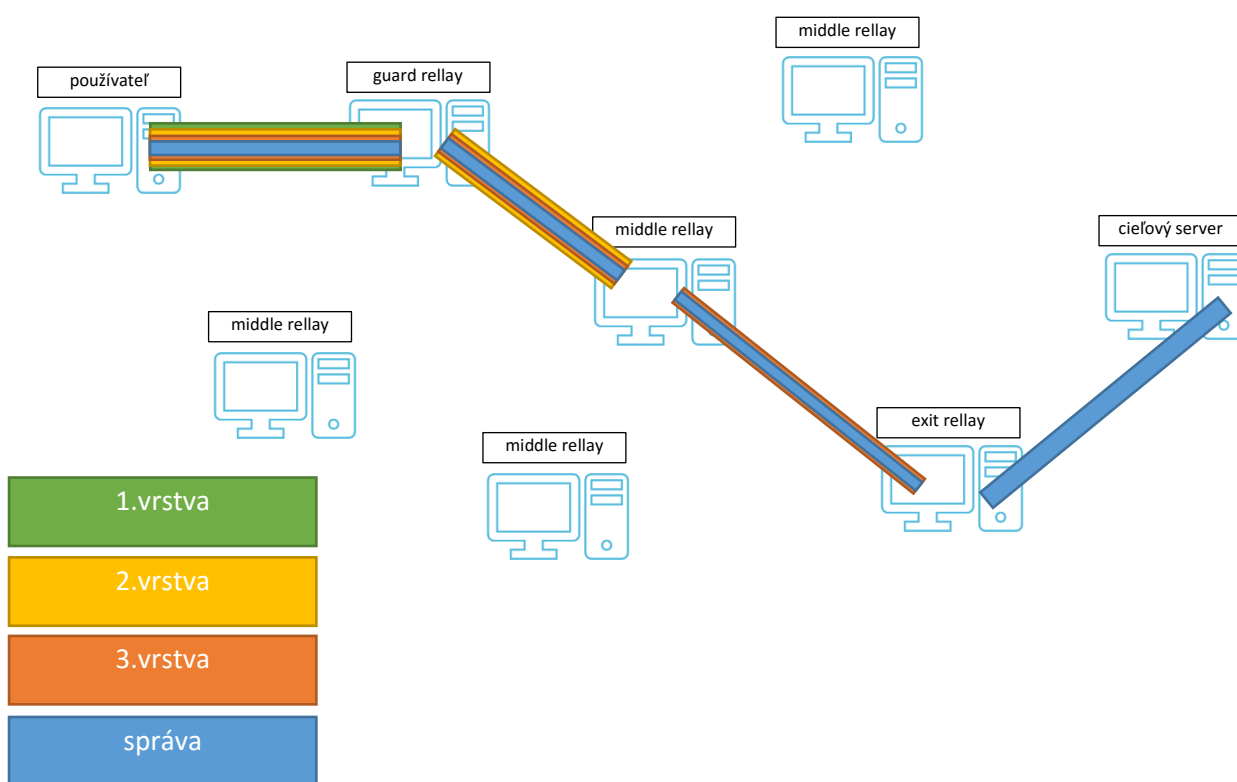 middle rellay
používateľ
guard rellay
middle rellay
cieľový server
middle rellay
exit rellay
middle rellay
1.vrstva
2.vrstva
3.vrstva
správa